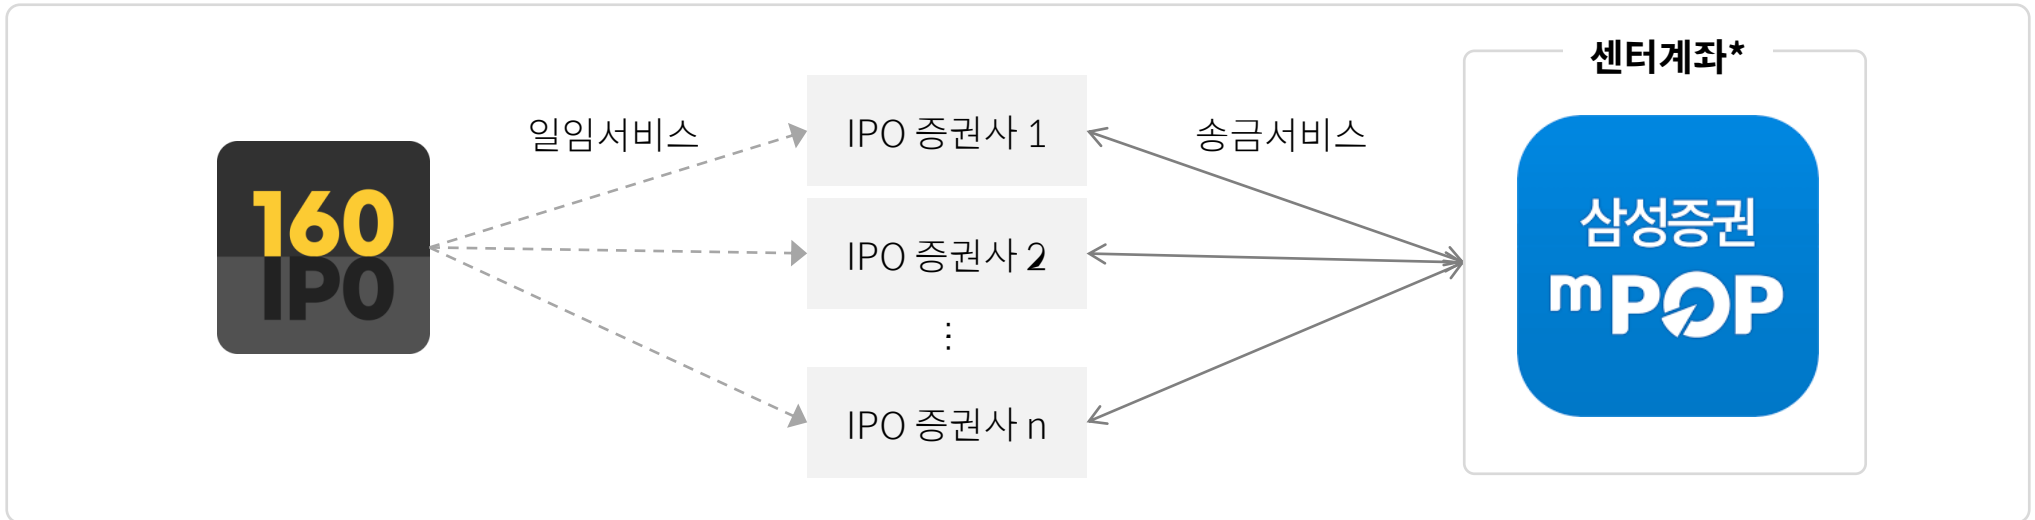 센터계좌*
일임서비스
IPO 증권사 1
송금서비스
160
IPO
IPO 증권사 2
⋮
IPO 증권사 n
삼성증권
mPOP